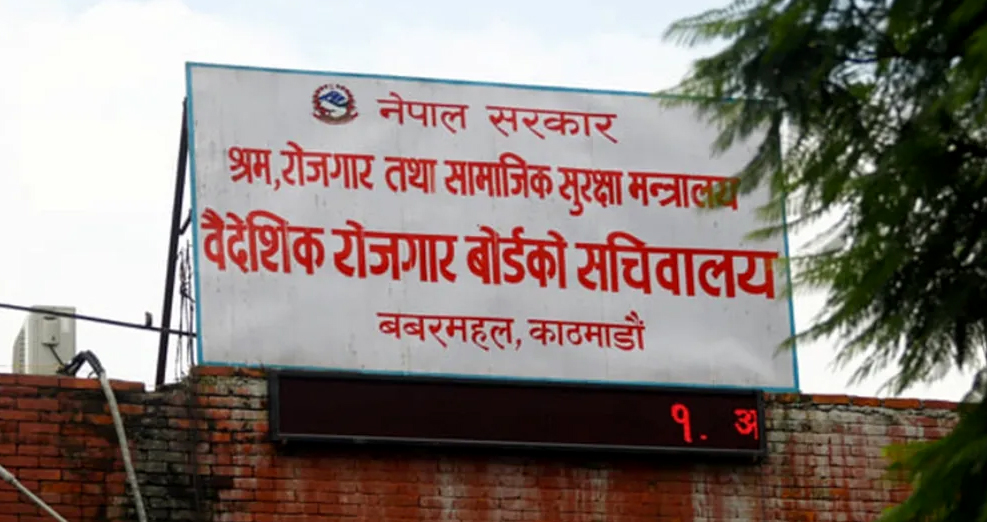 नेपाल सरकार
श्रम, रोजगार तथा सामाजिक सुरक्षा मन्त्रालय
वैदेशिक रोजगार बोर्डको सचिवालय
बबरमहल, काठमाडौं
१. अ